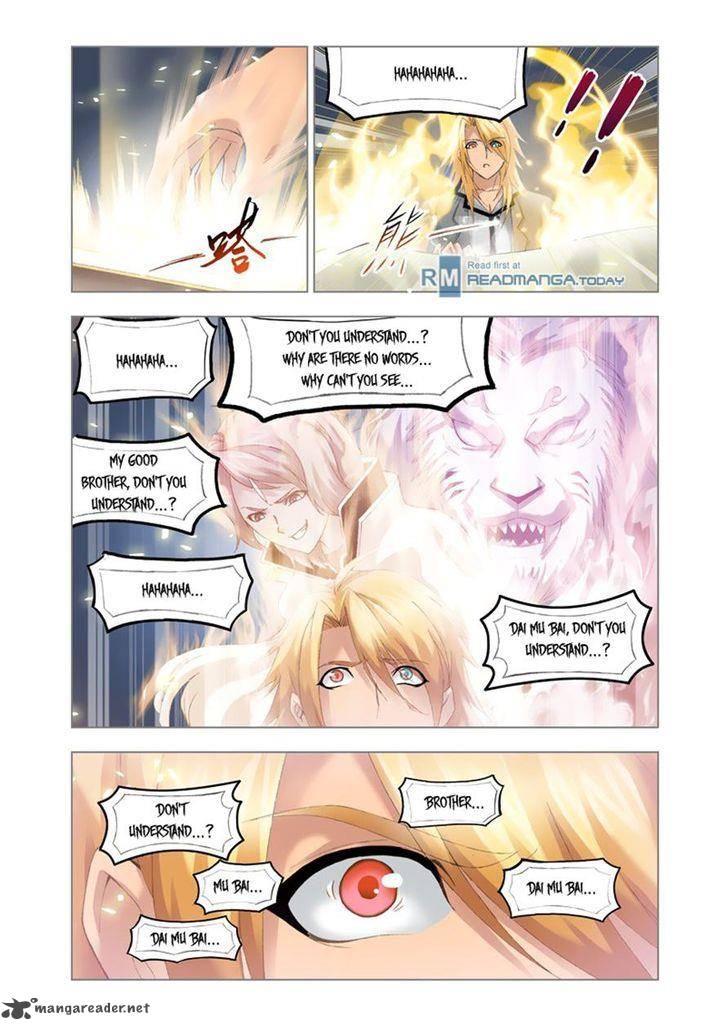 HAHAHAHAHA...
!!
嗒
熊
Read first at
RM READMANGA.TODAY
HAHAHAHA...
DON'T YOU UNDERSTAND...?
WHY ARE THERE NO WORDS...
WHY CAN'T YOU SEE...
MY GOOD
BROTHER, DON'T YOU
UNDERSTAND...?
HAHAHAHA...
DAI MU BAI, DON'T YOU
UNDERSTAND...?
DON'T
UNDERSTAND...?
BROTHER...
MU BAI...
DAI MU BAI...
DAI MU BAI...
mangareader.net